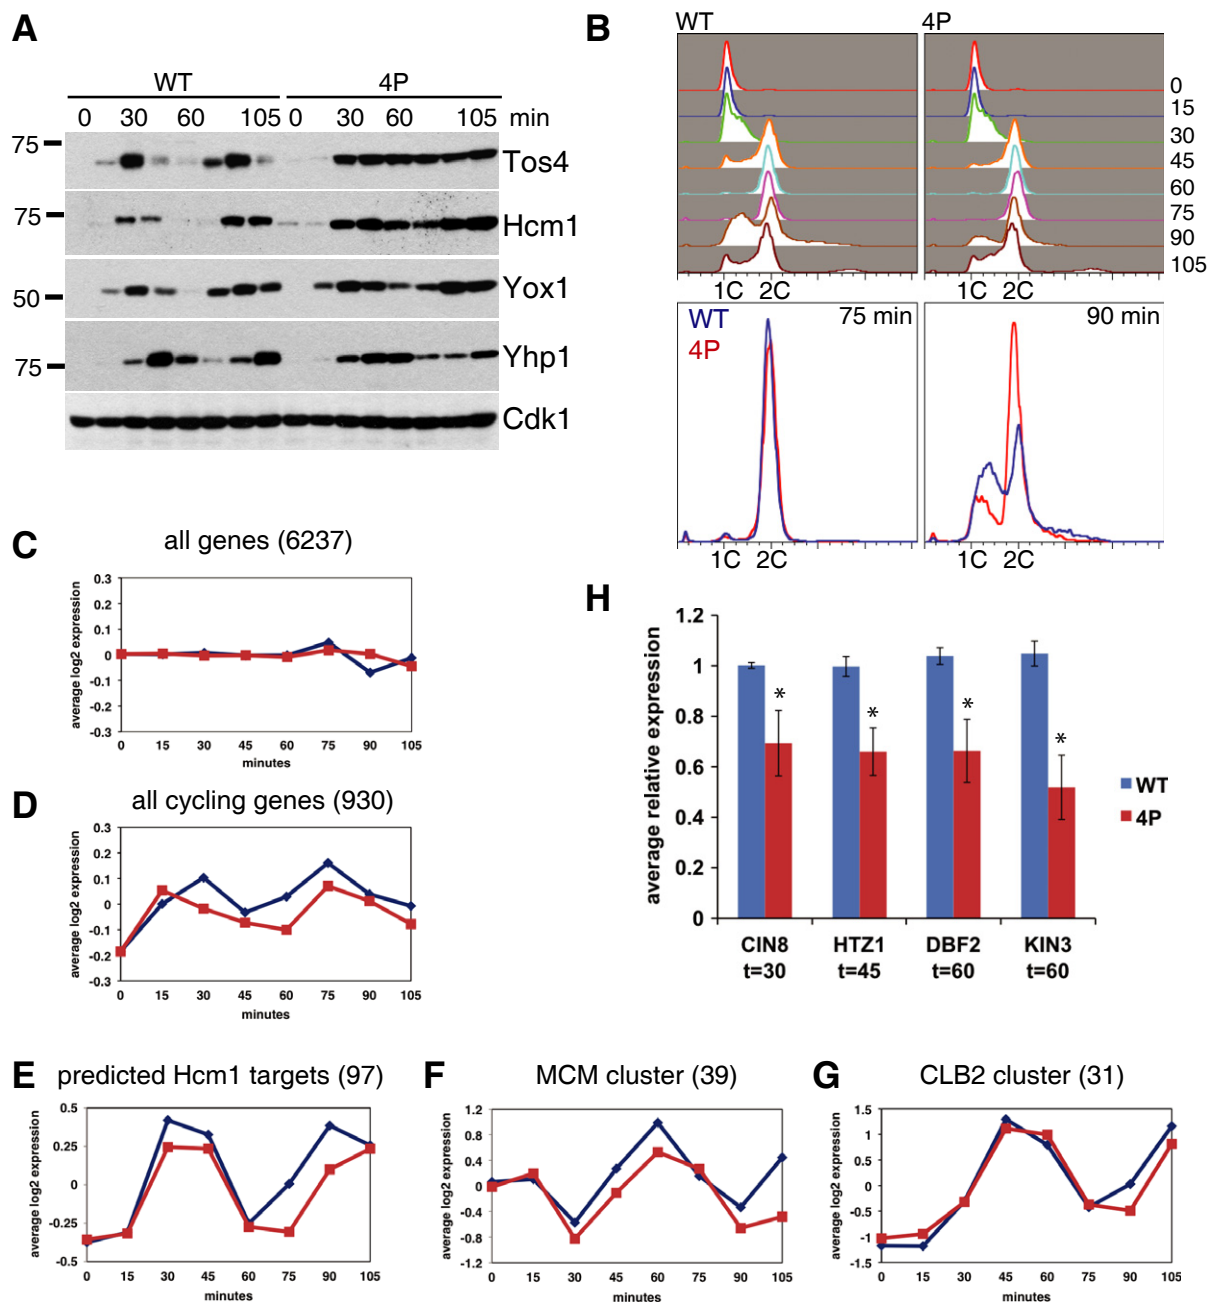 A
WT 4P
0 30 60 105 0 30 60 105 min
75 Tos4
75 Hcm1
50 Yox1
75 Yhp1
Cdk1
B
WT 4P
0
15
30
45
60
75
90
105
1C 2C 1C 2C
WT
4P
75 min
90 min
1C 2C 1C 2C
C
all genes (6237)
average log2 expression
0.3
0.2
0.1
0
-0.1
-0.2
-0.3
0 15 30 45 60 75 90 105
minutes
D
all cycling genes (930)
average log2 expression
0.3
0.2
0.1
0
-0.1
-0.2
-0.3
0 15 30 45 60 75 90 105
minutes
H
average relative expression
1.2
1
0.8
0.6
0.4
0.2
0
* * * *
CIN8 HTZ1 DBF2 KIN3
t=30 t=45 t=60 t=60
WT
4P
E
predicted Hcm1 targets (97)
average log2 expression
0.5
0.25
0
-0.25
-0.5
0 15 30 45 60 75 90 105
minutes
F
MCM cluster (39)
average log2 expression
1.2
0.8
0.4
0
-0.4
-0.8
-1.2
0 15 30 45 60 75 90 105
minutes
G
CLB2 cluster (31)
average log2 expression
1.5
1
0.5
0
-0.5
-1
-1.5
0 15 30 45 60 75 90 105
minutes